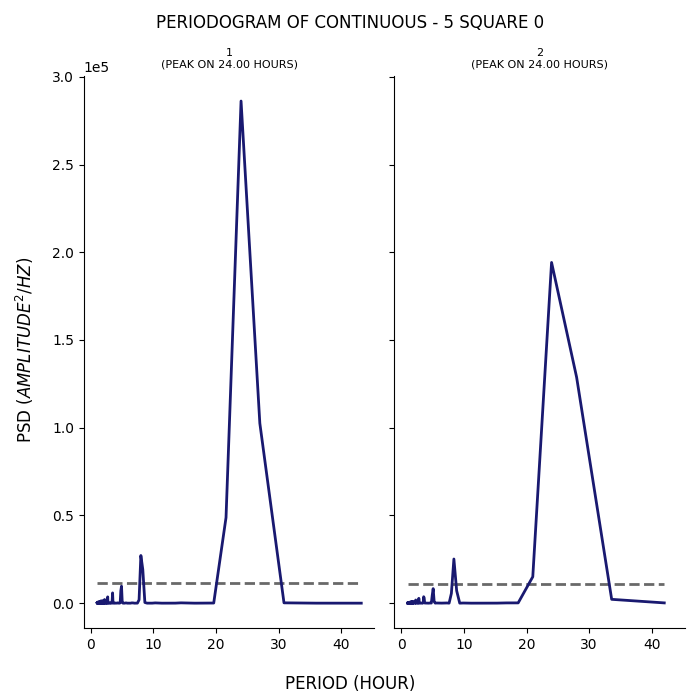 PERIODOGRAM OF CONTINUOUS - 5 SQUARE 0
1
(PEAK ON 24.00 HOURS)
2
(PEAK ON 24.00 HOURS)
1e5
3.0
2.5
2.0
1.5
1.0
0.5
0.0
PSD (AMPLITUDE²/HZ)
0 10 20 30 40
0 10 20 30 40
PERIOD (HOUR)